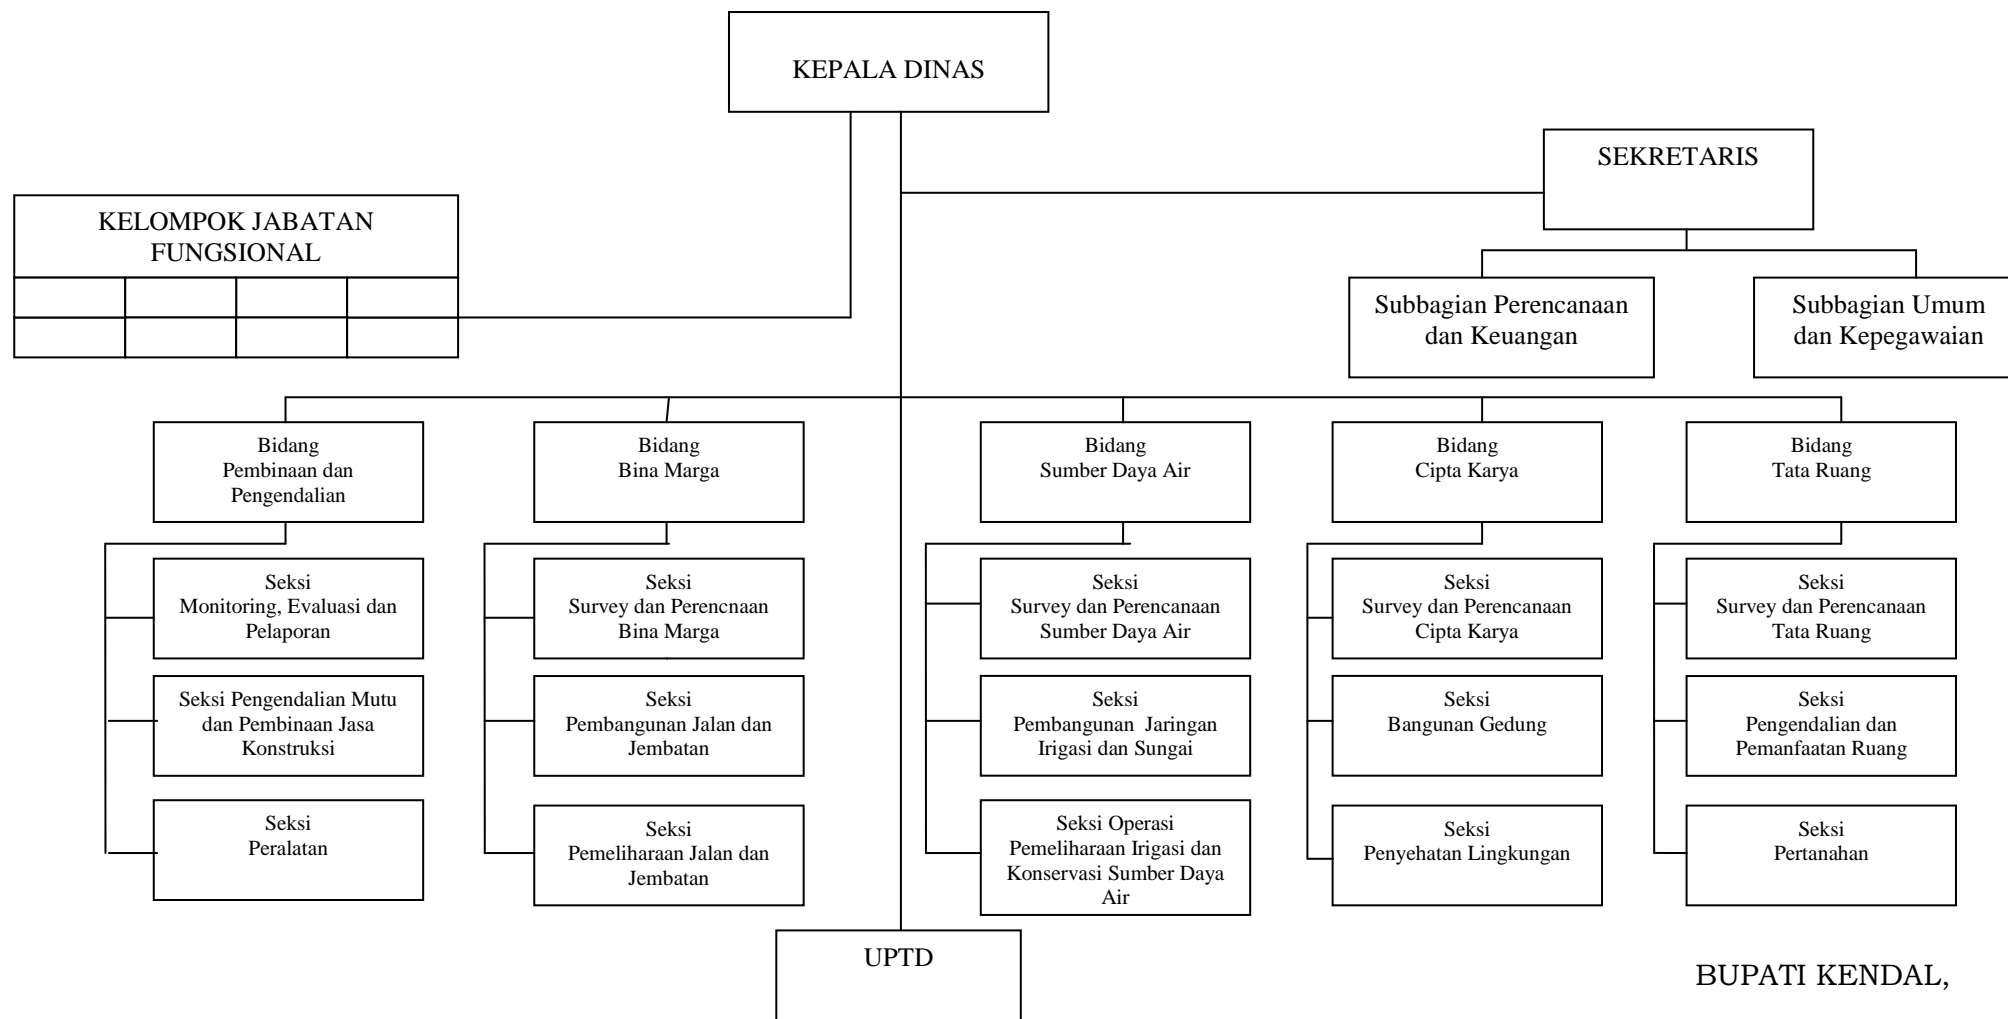 KEPALA DINAS
SEKRETARIS
KELOMPOK JABATAN
FUNGSIONAL
Subbagian Perencanaan
dan Keuangan
Subbagian Umum
dan Kepegawaian
Bidang
Pembinaan dan
Pengendalian
Bidang
Bina Marga
Bidang
Sumber Daya Air
Bidang
Cipta Karya
Bidang
Tata Ruang
Seksi
Monitoring, Evaluasi dan
Pelaporan
Seksi
Survey dan Perencnaan
Bina Marga
Seksi
Survey dan Perencanaan
Sumber Daya Air
Seksi
Survey dan Perencanaan
Cipta Karya
Seksi
Survey dan Perencanaan
Tata Ruang
Seksi Pengendalian Mutu
dan Pembinaan Jasa
Konstruksi
Seksi
Pembangunan Jalan dan
Jembatan
Seksi
Pembangunan  Jaringan
Irigasi dan Sungai
Seksi
Bangunan Gedung
Seksi
Pengendalian dan
Pemanfaatan Ruang
Seksi
Peralatan
Seksi
Pemeliharaan Jalan dan
Jembatan
Seksi Operasi
Pemeliharaan Irigasi dan
Konservasi Sumber Daya
Air
Seksi
Penyehatan Lingkungan
Seksi
Pertanahan
UPTD
BUPATI KENDAL,